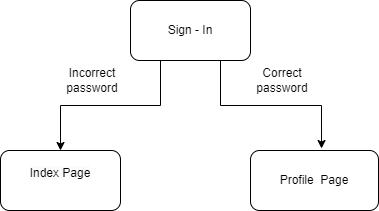 Sign - In
Incorrect
password
Correct
password
Index Page
Profile  Page